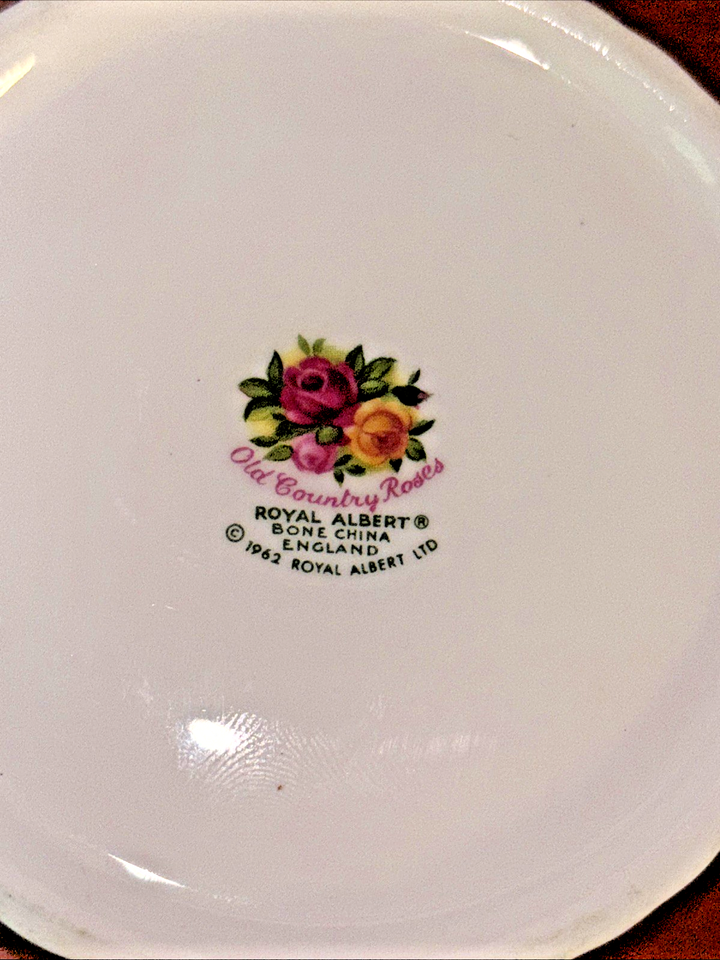 Old Country Roses
ROYAL ALBERT®
BONE CHINA
ENGLAND
© 1962 ROYAL ALBERT LTD